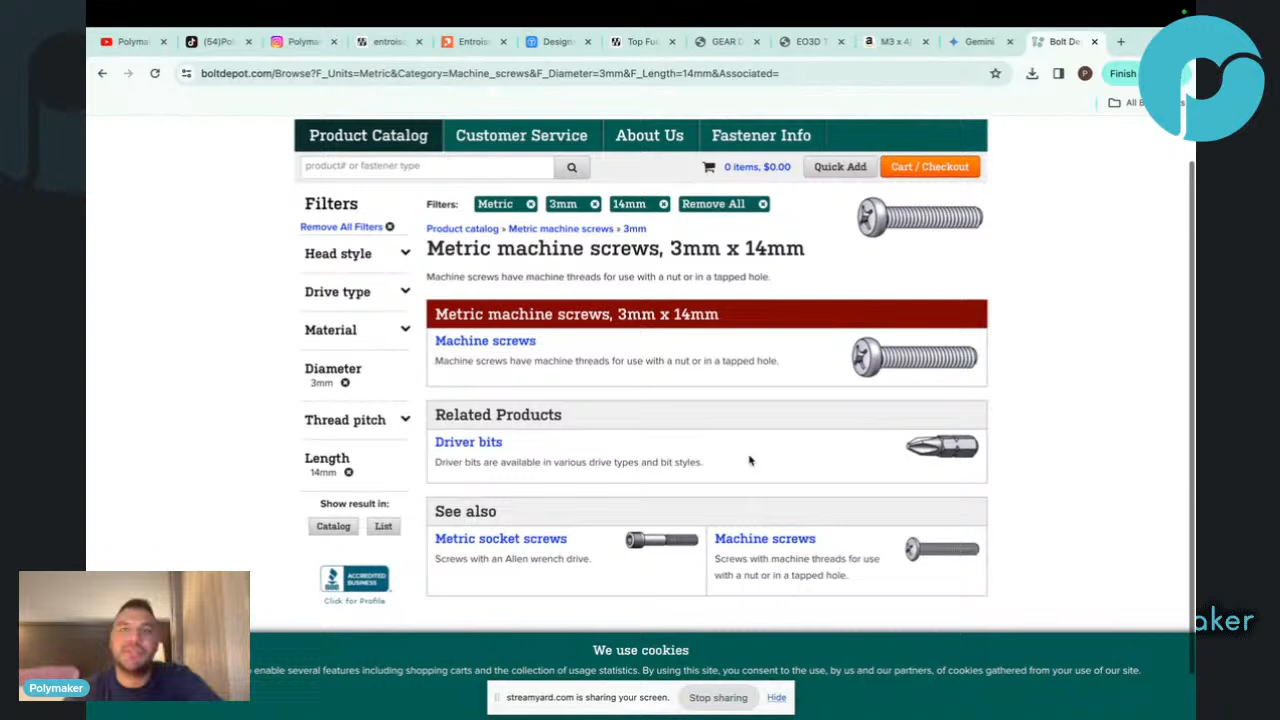 Polyma
(54)Po
Polyma
entrois
Entrois
Design
Top Fu
GEAR D
EO3D T
M3 x 4
Gemini
Bolt De
boltdepot.com/Browse?F_Units=Metric&Category=Machine_screws&F_Diameter=3mm&F_Length=14mm&Associated=
P
Finish
All B
Product Catalog
Customer Service
About Us
Fastener Info
product# or fastener type
0 items, $0.00
Quick Add
Cart / Checkout
Filters
Remove All Filters
Head style
Drive type
Material
Diameter
3mm
Thread pitch
Length
14mm
Show result in:
Catalog
List
ACCREDITED BUSINESS
BBB
Click for Profile
Filters:
Metric
3mm
14mm
Remove All
Product catalog » Metric machine screws » 3mm
Metric machine screws, 3mm x 14mm
Machine screws have machine threads for use with a nut or in a tapped hole.
Metric machine screws, 3mm x 14mm
Machine screws
Machine screws have machine threads for use with a nut or in a tapped hole.
Related Products
Driver bits
Driver bits are available in various drive types and bit styles.
See also
Metric socket screws
Screws with an Allen wrench drive.
Machine screws
Screws with machine threads for use
with a nut or in a tapped hole.
We use cookies
enable several features including shopping carts and the collection of usage statistics. By using this site, you consent to the use, by us and our partners, of cookies gathered from your use of our site.
streamyard.com is sharing your screen.
Stop sharing
Hide
Polymaker
aker